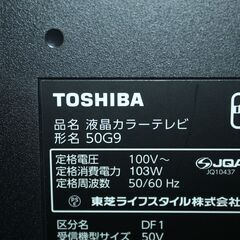 TOSHIBA
品名 液晶カラーテレビ
形名 50G9
定格電圧 100V~
定格消費電力 103W
定格周波数 50/60 Hz
JQA
JQ10437
東芝ライフスタイル株式会
区分名 DF1
受信機型サイズ 50V